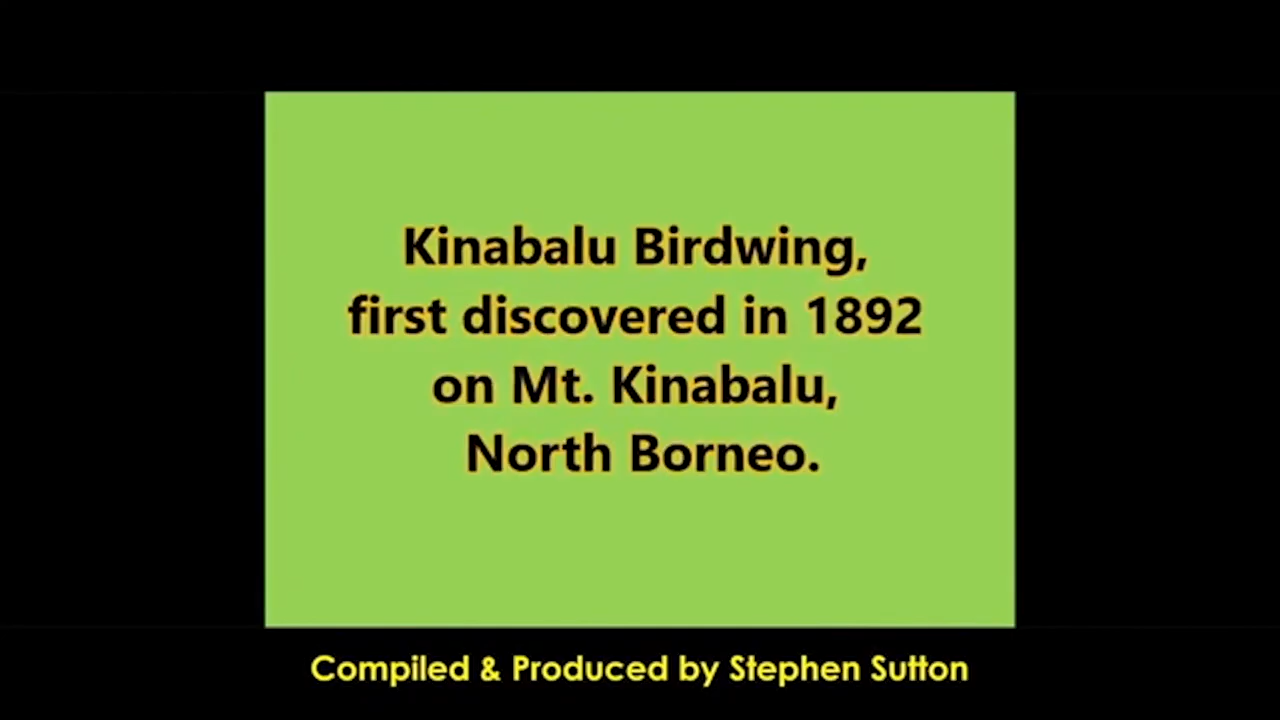 Kinabalu Birdwing,
first discovered in 1892
on Mt. Kinabalu,
North Borneo.
Compiled & Produced by Stephen Sutton